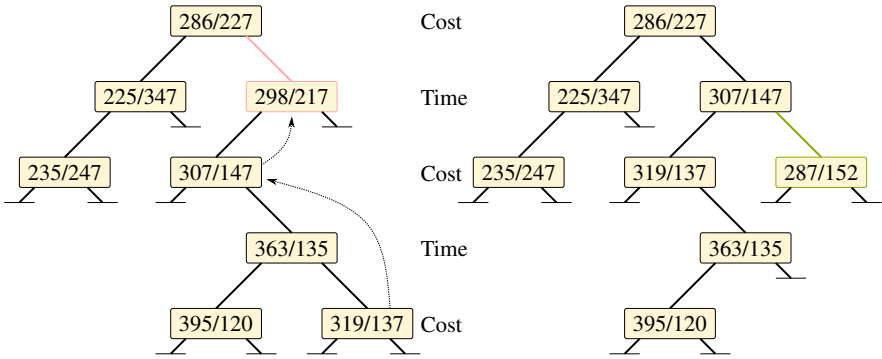 286/227 Cost 286/227
225/347 298/217 Time 225/347 307/147
235/247 307/147 Cost 235/247 319/137 287/152
363/135 Time 363/135
395/120 319/137 Cost 395/120